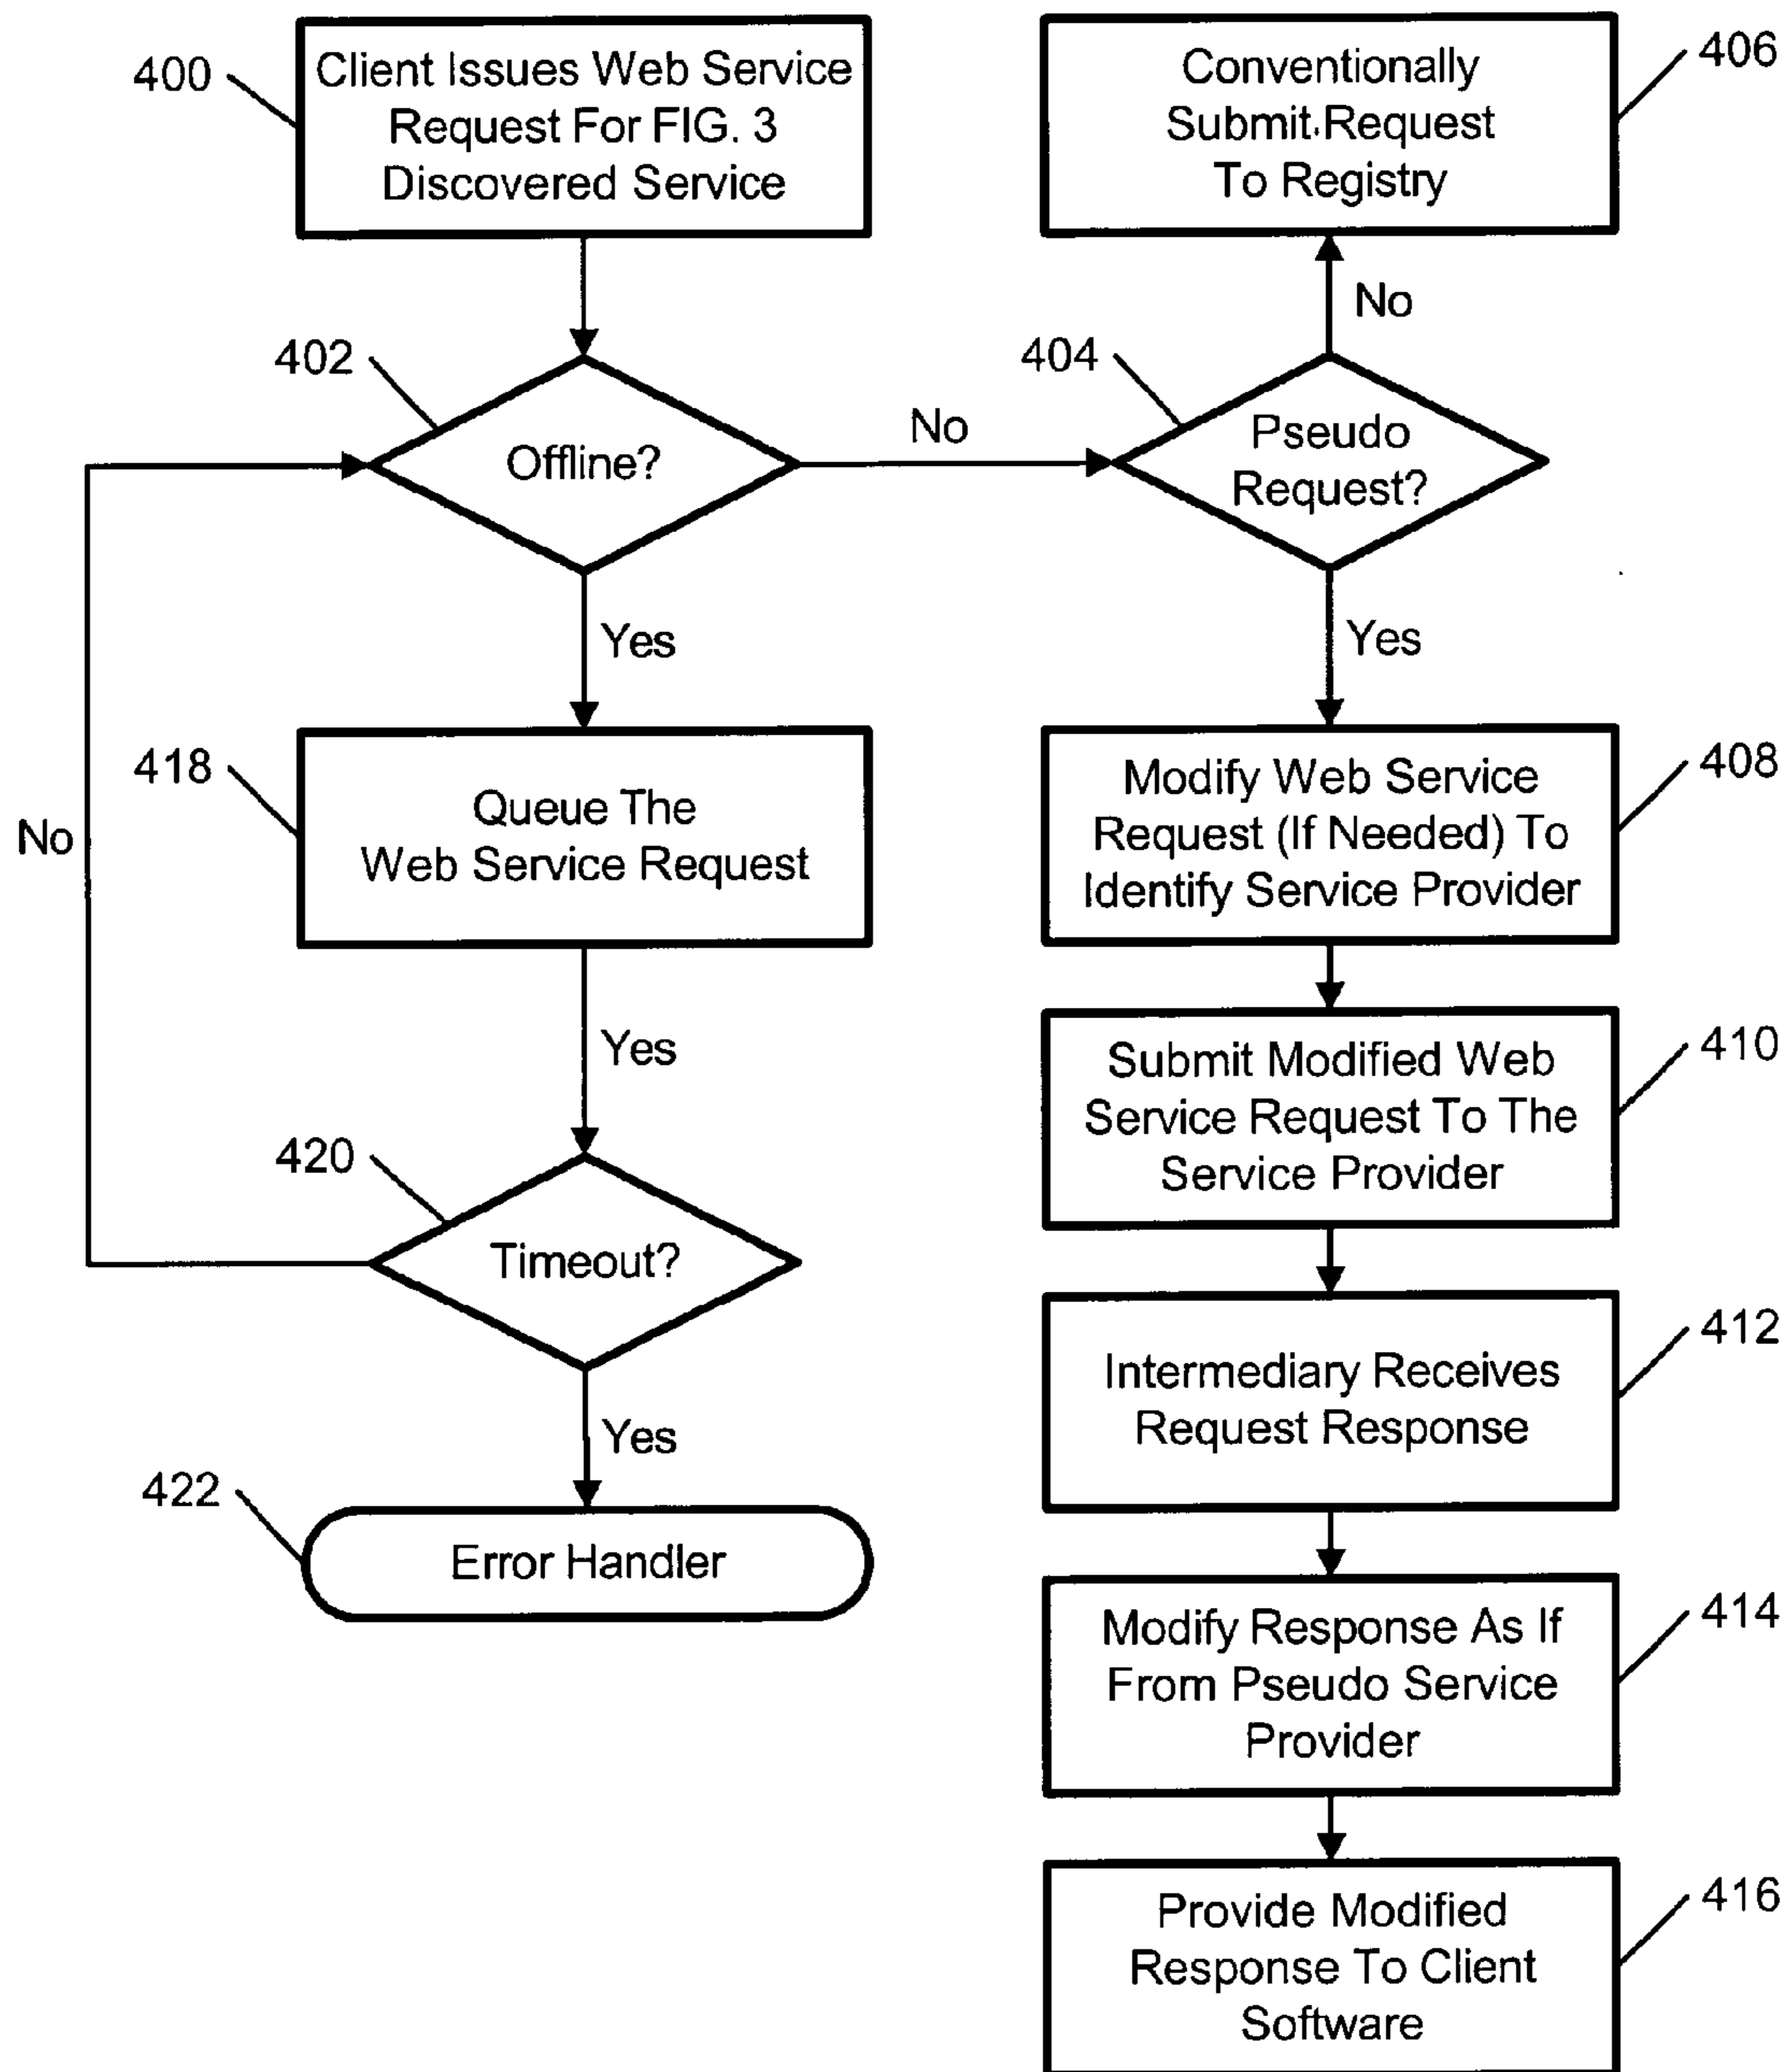 400
Client Issues Web Service
Request For FIG. 3
Discovered Service
406
Conventionally
Submit Request
To Registry
No
402
Offline?
No
404
Pseudo
Request?
Yes
Yes
418
Queue The
Web Service Request
No
408
Modify Web Service
Request (If Needed) To
Identify Service Provider
Yes
410
Submit Modified Web
Service Request To The
Service Provider
420
Timeout?
412
Intermediary Receives
Request Response
Yes
422
Error Handler
414
Modify Response As If
From Pseudo Service
Provider
416
Provide Modified
Response To Client
Software